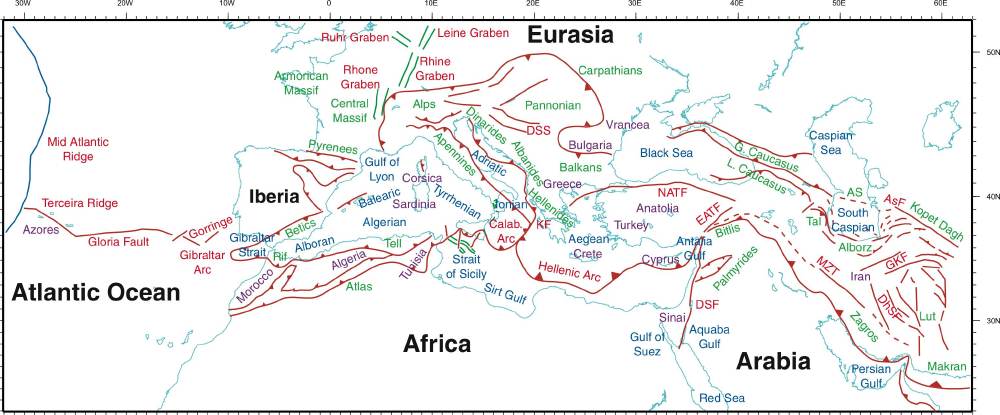 30W
20W
10W
0
10E
20E
30E
40E
50E
60E
50N
40N
30N
Ruhr Graben
Leine Graben
Eurasia
Armorican
Massif
Rhone
Graben
Rhine
Graben
Carpathians
Central
Massif
Alps
Pannonian
DSS
Vrancea
Bulgaria
Balkans
Mid Atlantic
Ridge
Pyrenees
Gulf of
Lyon
Dinarides
Apennines
Adriatic
Albanides
Black Sea
G. Caucasus
L. Caucasus
Caspian
Sea
Iberia
Corsica
Sardinia
Balearic
Tyrrhenian
Greece
Hellenides
NATF
AS
AsF
Kopet Dagh
Terceira Ridge
Azores
Gloria Fault
Gorringe
Gibraltar
Arc
Gibraltar
Strait
Betics
Rif
Alboran
Algerian
Tell
Ionian
Calab.
Arc
KF
Aegean
Crete
Anatolia
Turkey
EATF
Bitlis
Tal
South
Caspian
Alborz
Morocco
Algeria
Tunisia
Atlas
Strait
of Sicily
Sirt Gulf
Hellenic Arc
Cyprus
Antalia
Gulf
Palmyrides
MZT
Iran
GKF
DhSF
Lut
Atlantic Ocean
Africa
DSF
Sinai
Gulf of
Suez
Aquaba
Gulf
Arabia
Zagros
Persian
Gulf
Makran
Red Sea